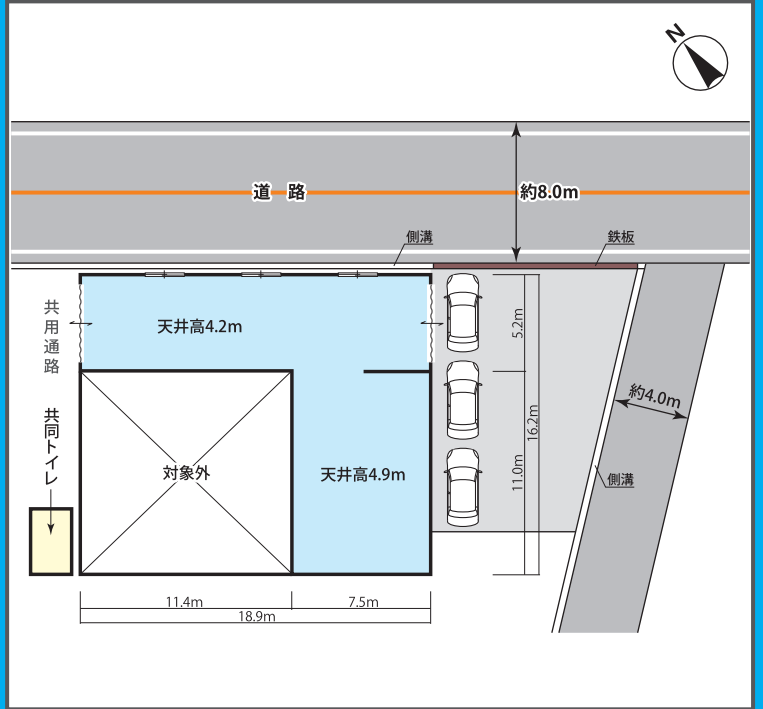 N
道 路
約8.0m
側溝
鉄板
共用通路
天井高4.2m
5.2m
約4.0m
共同トイレ
16.2m
対象外
天井高4.9m
11.0m
側溝
11.4m
7.5m
18.9m